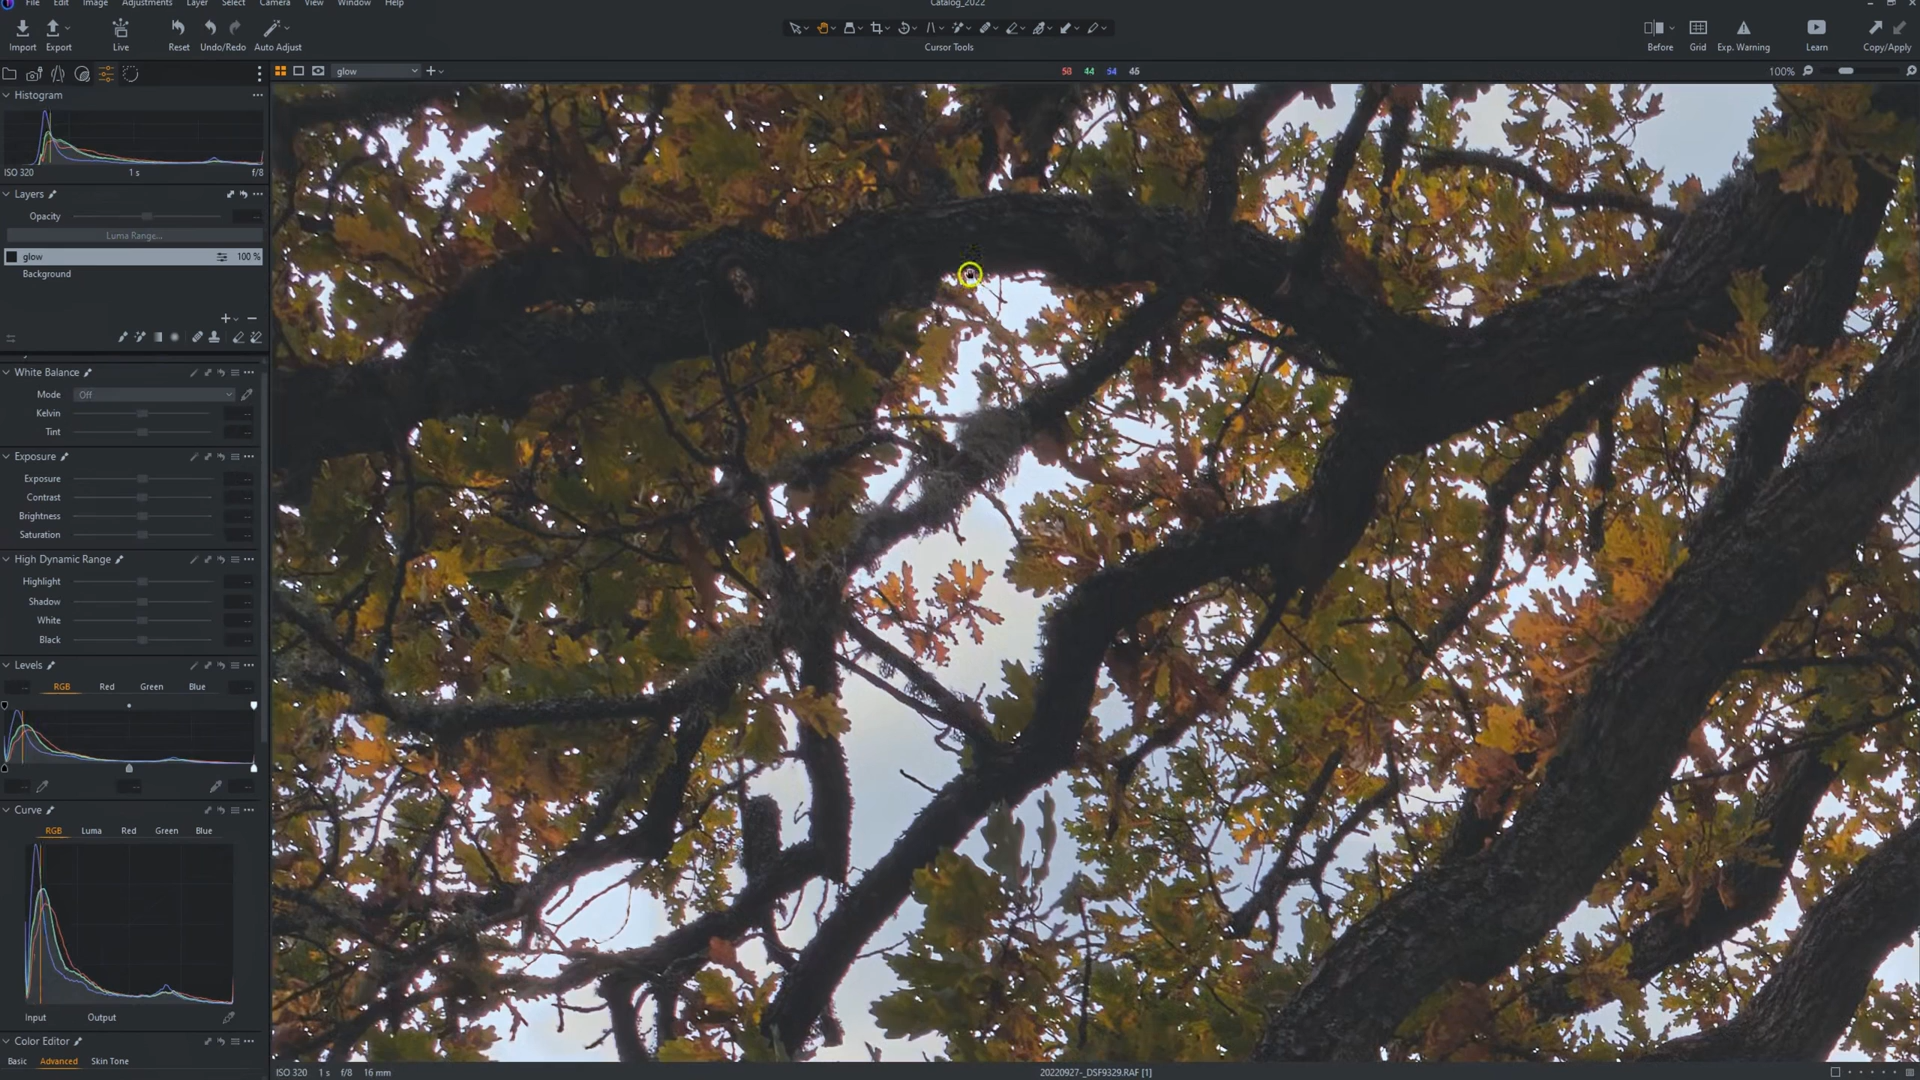 Catalog_2022
File Edit Image Adjustments Layer Select Camera View Window Help
Import Export Live Reset Undo/Redo Auto Adjust Cursor Tools Before Grid Exp. Warning Learn Copy/Apply
glow 58 44 54 45 100%
Histogram
ISO 320 1 s f/8
Layers
Opacity
Luma Range...
glow 100 %
Background
White Balance
Mode Off
Kelvin
Tint
Exposure
Exposure
Contrast
Brightness
Saturation
High Dynamic Range
Highlight
Shadow
White
Black
Levels
RGB Red Green Blue
Curve
RGB Luma Red Green Blue
Input Output
Color Editor
Basic Advanced Skin Tone
ISO 320 1 s f/8 16 mm 20220927-_DSF9329.RAF [1]